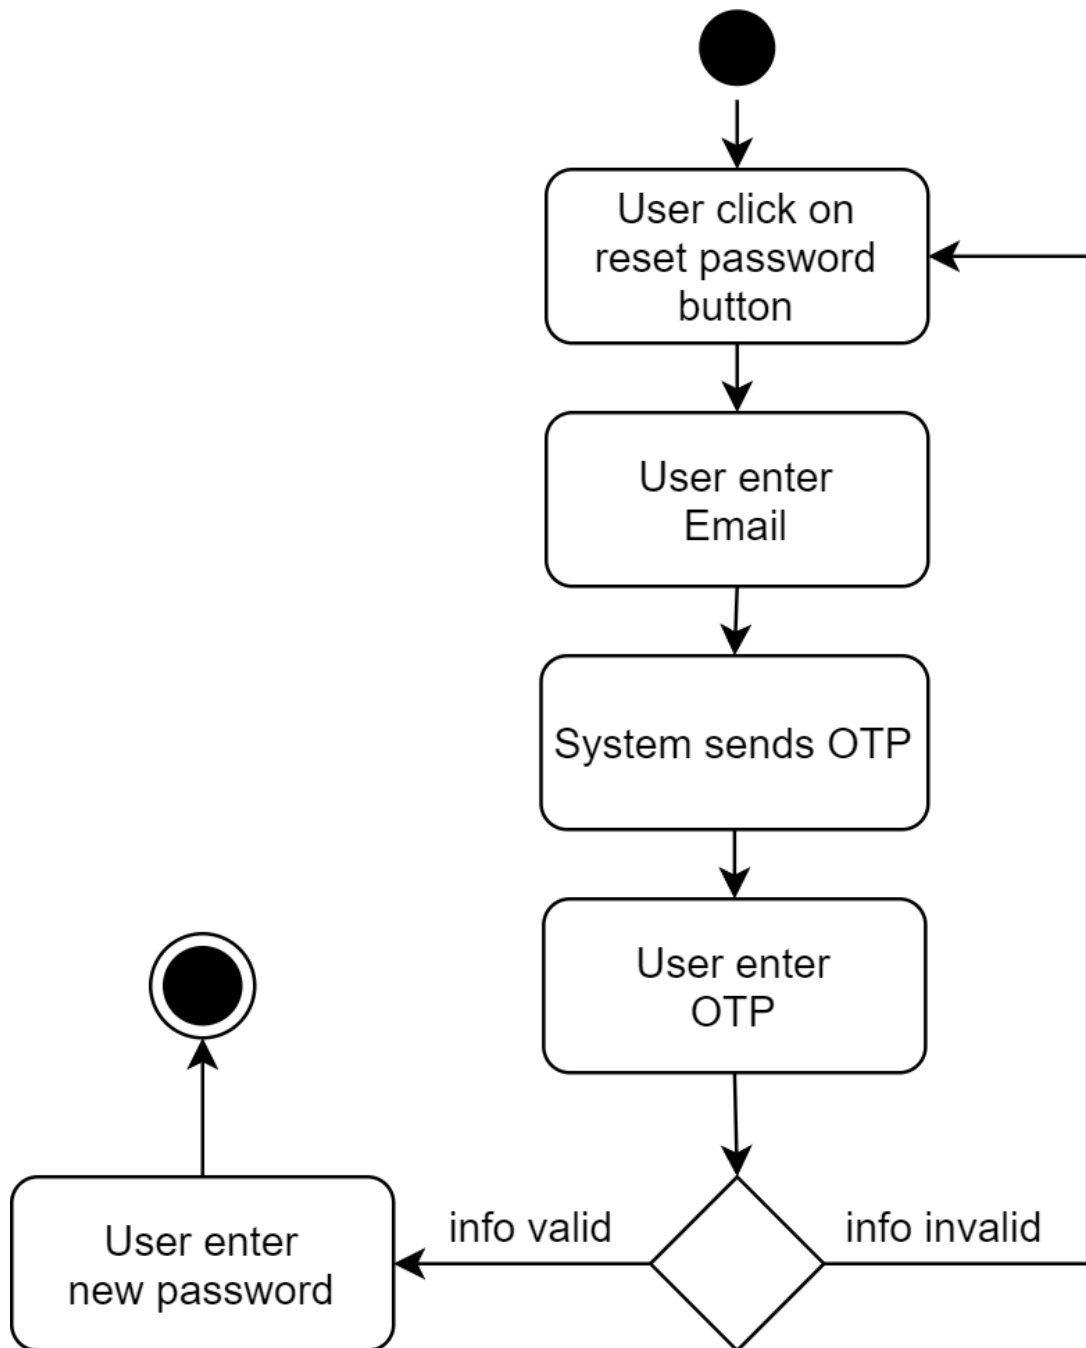 User click on
reset password
button
User enter
Email
System sends OTP
User enter
OTP
info valid
info invalid
User enter
new password